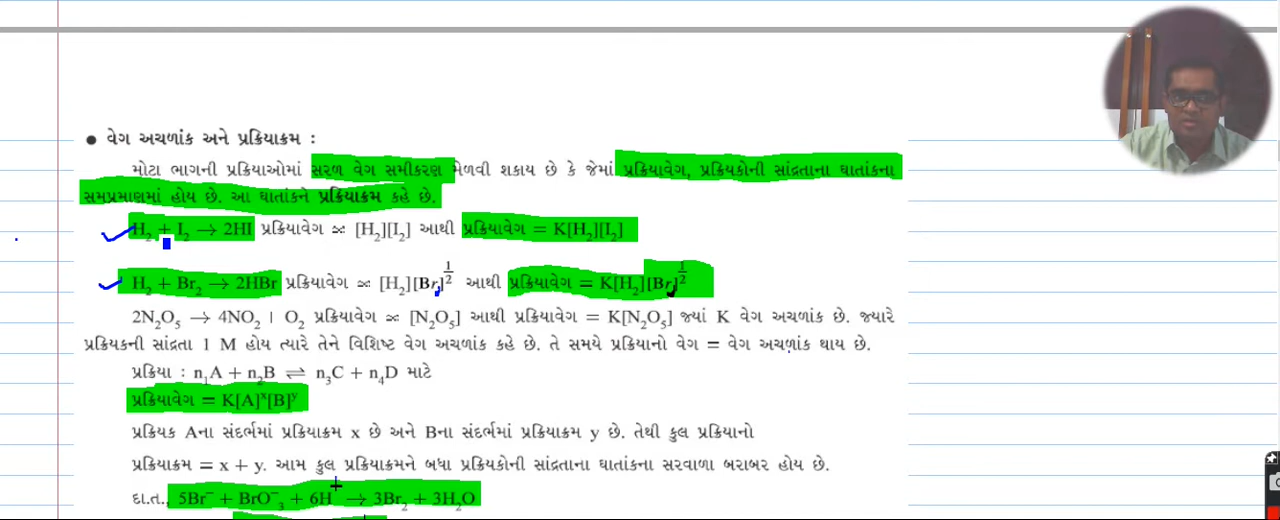 ● વેગ અચળાંક અને પ્રક્રિયાક્રમ :
મોટા ભાગની પ્રક્રિયાઓમાં સરળ વેગ સમીકરણ મેળવી શકાય છે કે જેમાં પ્રક્રિયાવેગ, પ્રક્રિયકોની સાંદ્રતાના ઘાતાંકના
સમપ્રમાણમાં હોય છે. આ ઘાતાંકને પ્રક્રિયાક્રમ કહે છે.
H₂ + I₂ → 2HI પ્રક્રિયાવેગ ∝ [H₂][I₂] આથી પ્રક્રિયાવેગ = K[H₂][I₂]
H₂ + Br₂ → 2HBr પ્રક્રિયાવેગ ∝ [H₂][Br₂]^½ આથી પ્રક્રિયાવેગ = K[H₂][Br₂]^½
2N₂O₅ → 4NO₂ | O₂ પ્રક્રિયાવેગ ∝ [N₂O₅] આથી પ્રક્રિયાવેગ = K[N₂O₅] જ્યાં K વેગ અચળાંક છે. જ્યારે
પ્રક્રિયકની સાંદ્રતા 1 M હોય ત્યારે તેને વિશિષ્ટ વેગ અચળાંક કહે છે. તે સમયે પ્રક્રિયાનો વેગ = વેગ અચળાંક થાય છે.
પ્રક્રિયા : n₁A + n₂B ⇌ n₃C + n₄D માટે
પ્રક્રિયાવેગ = K[A]ˣ[B]ʸ
પ્રક્રિયક Aના સંદર્ભમાં પ્રક્રિયાક્રમ x છે અને Bના સંદર્ભમાં પ્રક્રિયાક્રમ y છે. તેથી કુલ પ્રક્રિયાનો
પ્રક્રિયાક્રમ = x + y. આમ કુલ પ્રક્રિયાક્રમને બધા પ્રક્રિયકોની સાંદ્રતાના ઘાતાંકના સરવાળા બરાબર હોય છે.
દા.ત., 5Br⁻ + BrO⁻₃ + 6H⁺ → 3Br₂ + 3H₂O